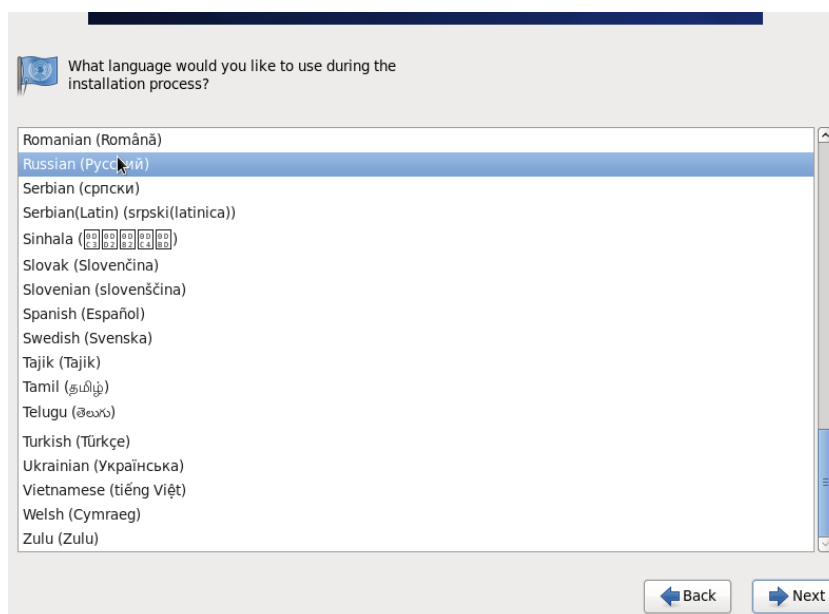 What language would you like to use during the
installation process?
Romanian (Română)
Russian (Русский)
Serbian (српски)
Serbian(Latin) (srpski(latinica))
Sinhala (සිංහල)
Slovak (Slovenčina)
Slovenian (slovenščina)
Spanish (Español)
Swedish (Svenska)
Tajik (Tajik)
Tamil (தமிழ்)
Telugu (తెలుగు)
Turkish (Türkçe)
Ukrainian (Українська)
Vietnamese (tiếng Việt)
Welsh (Cymraeg)
Zulu (Zulu)
Back
Next